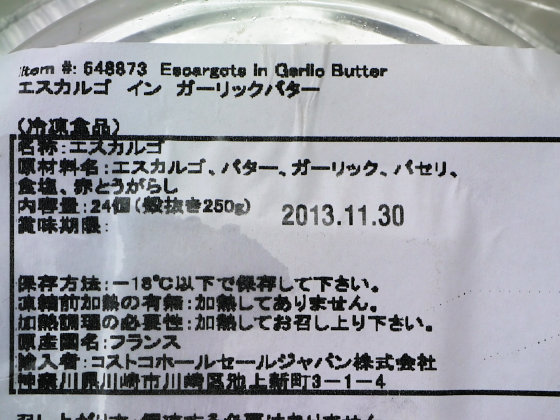 Item #: 648873 Escargots in Garlic Butter
エスカルゴ イン ガーリックバター
(冷凍食品)
名称:エスカルゴ
原材料名:エスカルゴ、バター、ガーリック、パセリ、
食塩、赤とうがらし
内容量:24個(殻抜き250g)
2013.11.30
賞味期限:
保存方法:-18℃以下で保存して下さい。
凍結前加熱の有無:加熱してありません。
加熱調理の必要性:加熱してお召し上り下さい。
原産国名:フランス
輸入者:コストコホールセールジャパン株式会社
神奈川県川崎市川崎区池上新町3-1-4